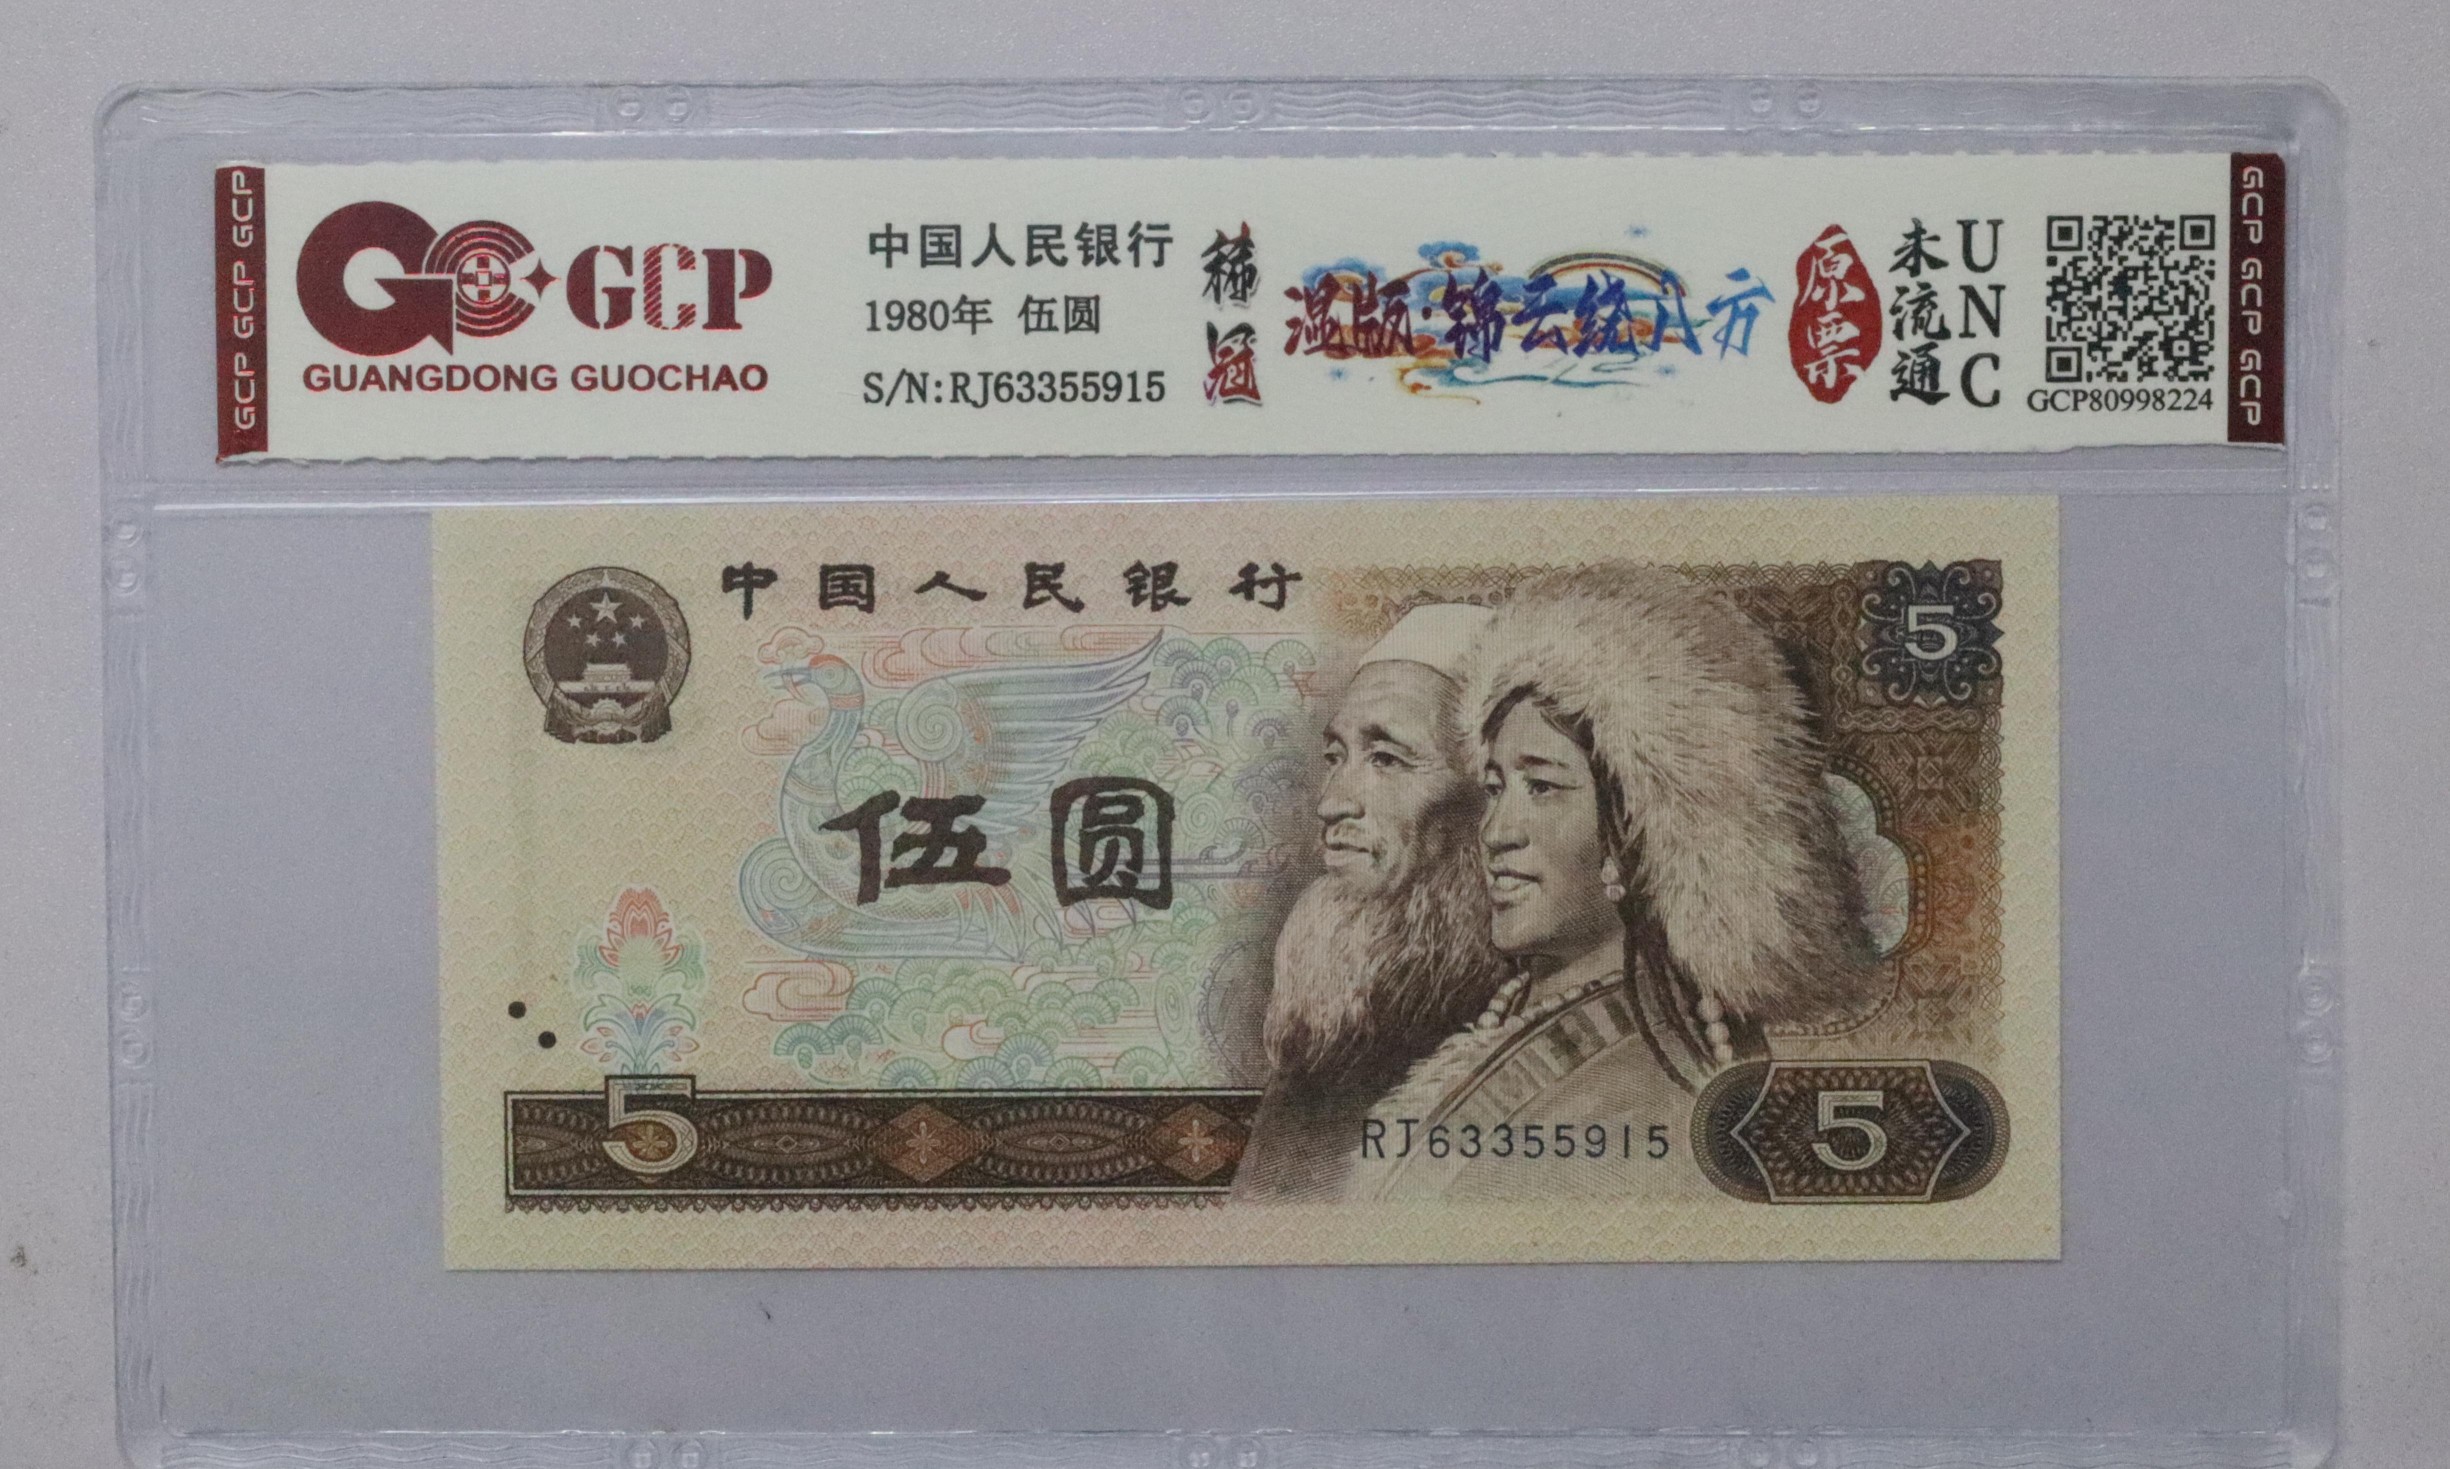 GCP GCP GCP
GCP
GUANGDONG GUOCHAO
中国人民银行
1980年 伍圆
S/N:RJ63355915
稀冠
温版·锦云绕八方
原票
未流通
UNC
GCP80998224
GCP GCP GCP
中国人民银行
5
伍圆
5
RJ63355915
5